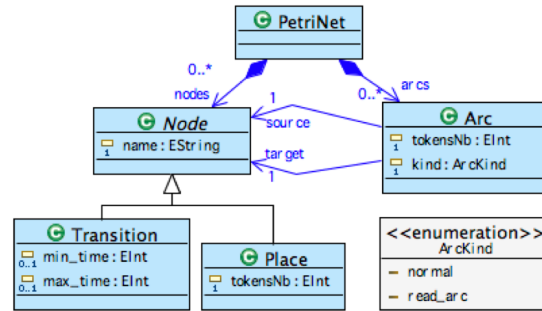 C PetriNet
0..*
nodes
1
0..*
arcs
C Node
1 name : EString
source
target
1
C Arc
1 tokensNb : EInt
1 kind : ArcKind
C Transition
0..1 min_time : EInt
0..1 max_time : EInt
C Place
1 tokensNb : EInt
<<enumeration>>
ArcKind
normal
read_arc